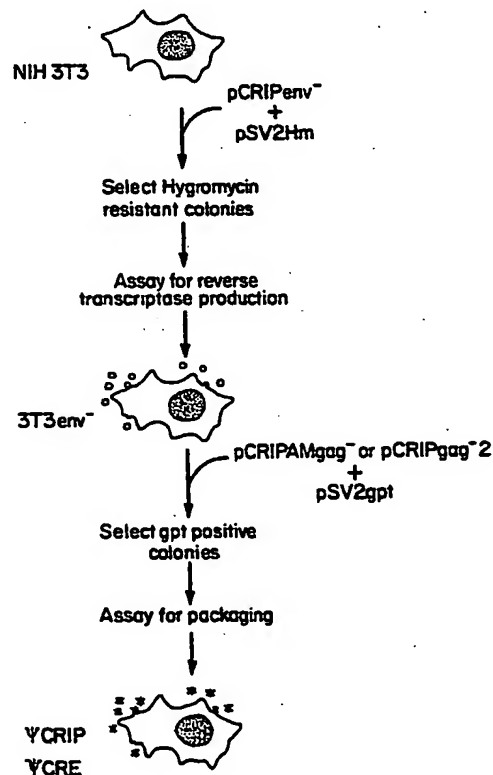 NIH 3T3
pCRIPenv⁻
+
pSV2Hm
Select Hygromycin
resistant colonies
Assay for reverse
transcriptase production
3T3env⁻
pCRIPAMgag⁻ or pCRIPgag⁻2
+
pSV2gpt
Select gpt positive
colonies
Assay for packaging
ΨCRIP
ΨCRE